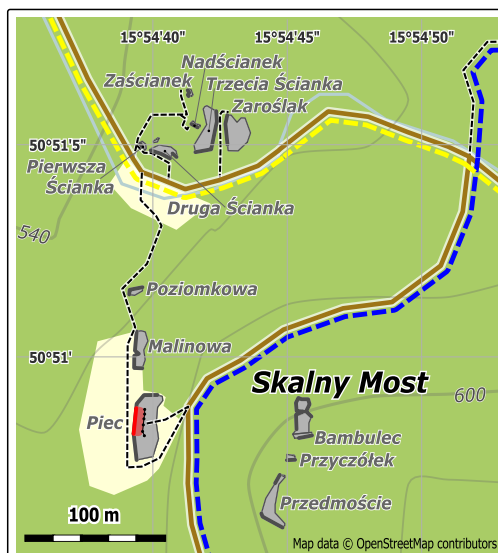 15°54'40" 15°54'45" 15°54'50"
Nadścianek
Zaścianek
Trzecia Ścianka
Zaroślak
50°51'5"
Pierwsza
Ścianka
Druga Ścianka
540
Poziomkowa
50°51'
Malinowa
Skalny Most
600
Piec
Bambulec
Przyczółek
Przedmoście
100 m
Map data © OpenStreetMap contributors